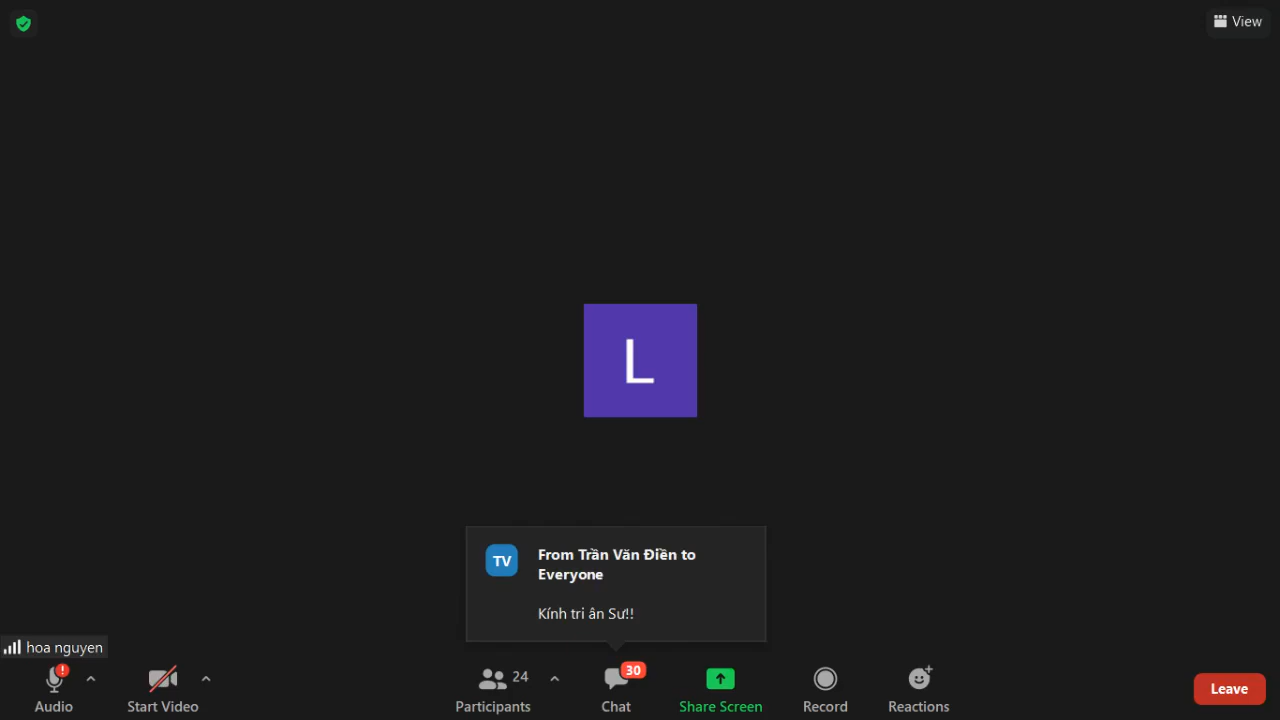 View
L
TV
From Trần Văn Điền to
Everyone
Kính tri ân Sư!!
hoa nguyen
24
30
Audio
Start Video
Participants
Chat
Share Screen
Record
Reactions
Leave